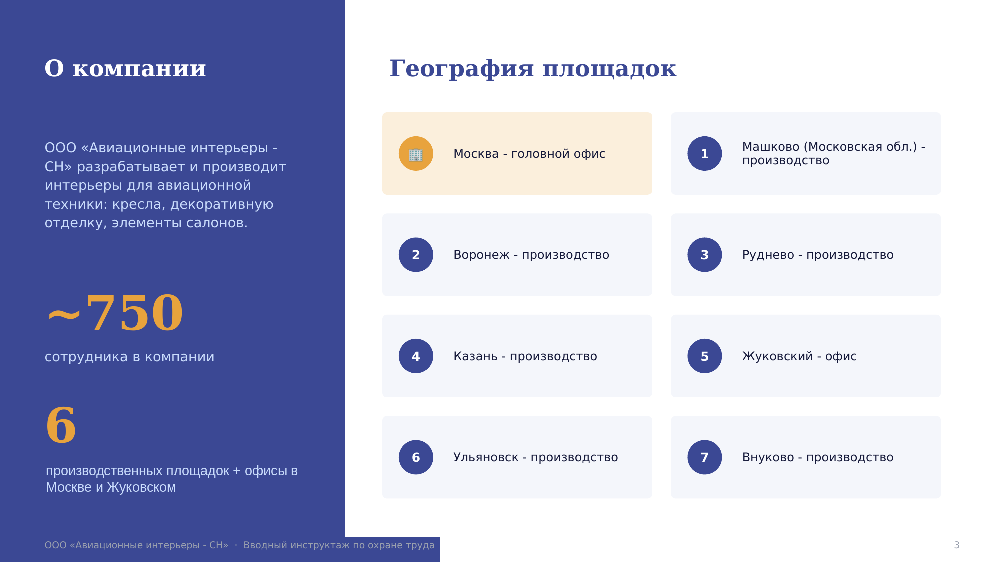 О компании
ООО «Авиационные интерьеры -
СН» разрабатывает и производит
интерьеры для авиационной
техники: кресла, декоративную
отделку, элементы салонов.
~750
сотрудника в компании
6
производственных площадок + офисы в
Москве и Жуковском
География площадок
Москва - головной офис
1
Машково (Московская обл.) -
производство
2
Воронеж - производство
3
Руднево - производство
4
Казань - производство
5
Жуковский - офис
6
Ульяновск - производство
7
Внуково - производство
ООО «Авиационные интерьеры - СН» · Вводный инструктаж по охране труда
3